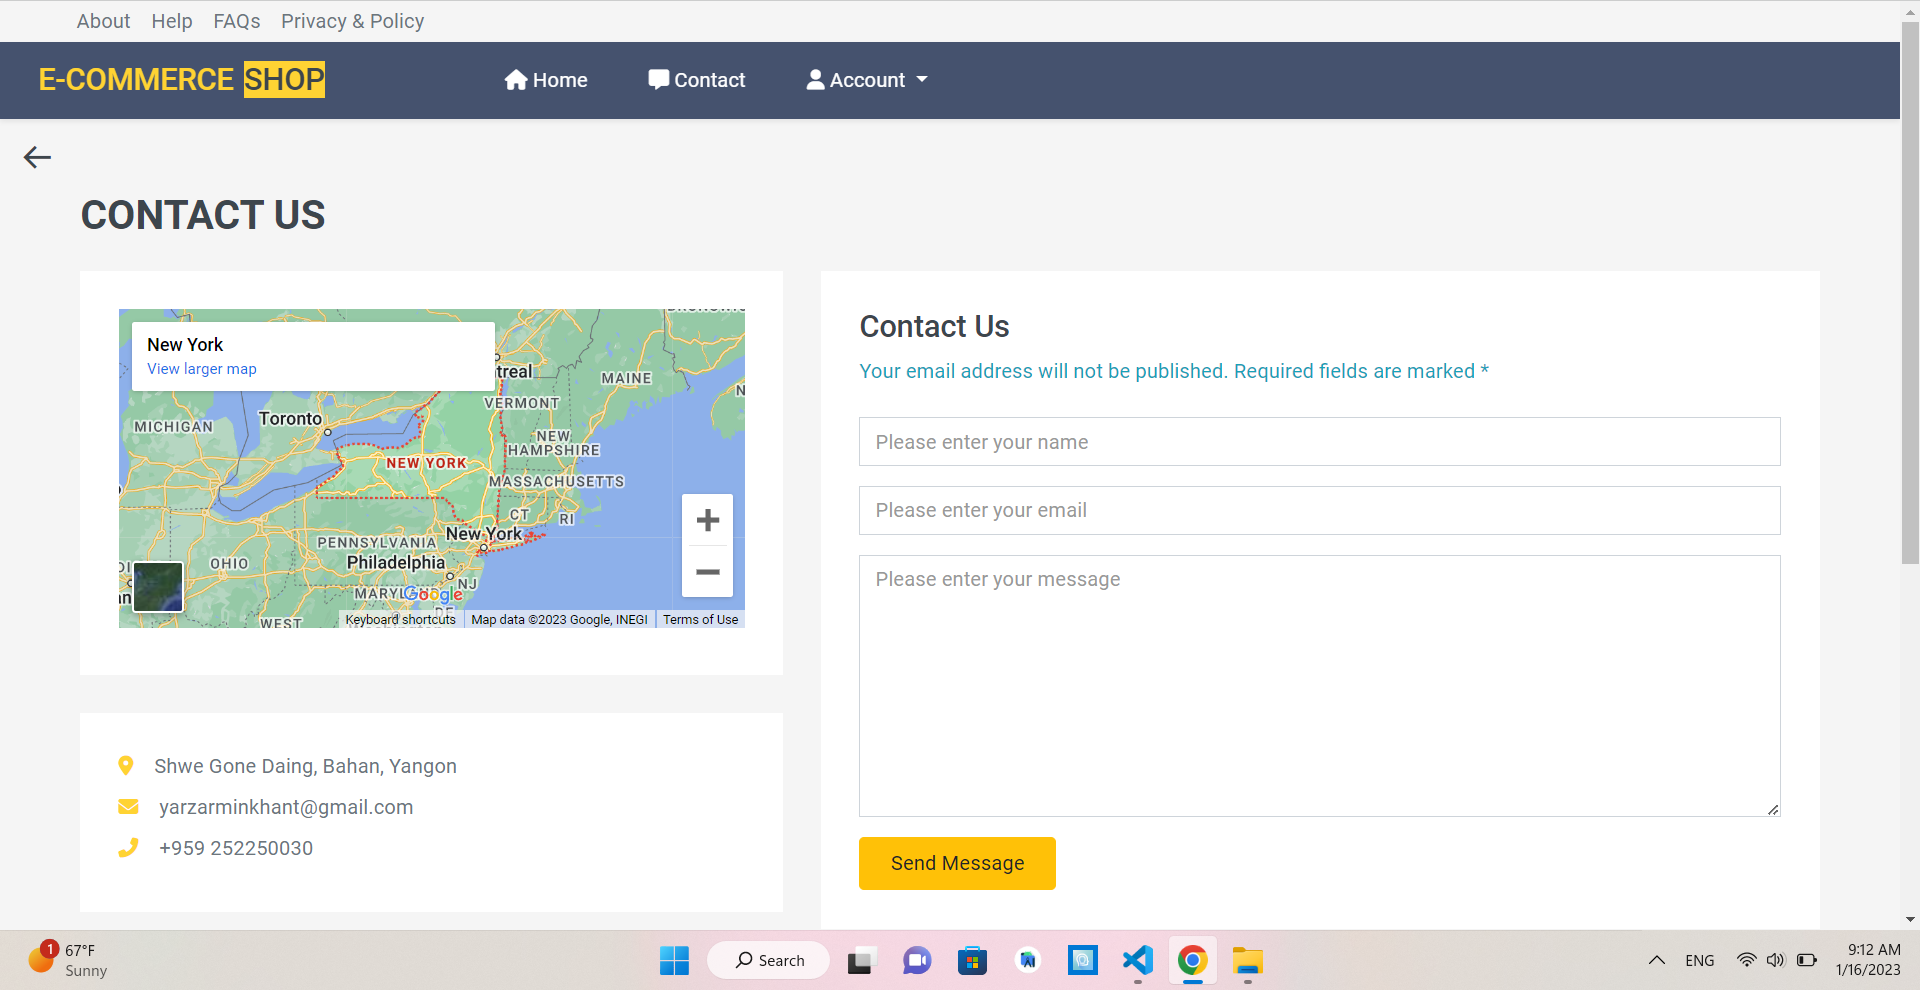 About Help FAQs Privacy & Policy
E-COMMERCE SHOP Home Contact Account
CONTACT US
New York
View larger map
treal
MAINE
VERMONT
Toronto
MICHIGAN
NEW
HAMPSHIRE
NEW YORK
MASSACHUSETTS
CT
RI
New York
PENNSYLVANIA
OHIO
Philadelphia
NJ
Google
DE
WEST
Keyboard shortcuts Map data ©2023 Google, INEGI Terms of Use
Shwe Gone Daing, Bahan, Yangon
yarzarminkhant@gmail.com
+959 252250030
Contact Us
Your email address will not be published. Required fields are marked *
Please enter your name
Please enter your email
Please enter your message
Send Message
1
67°F
Sunny
Search
ENG
9:12 AM
1/16/2023